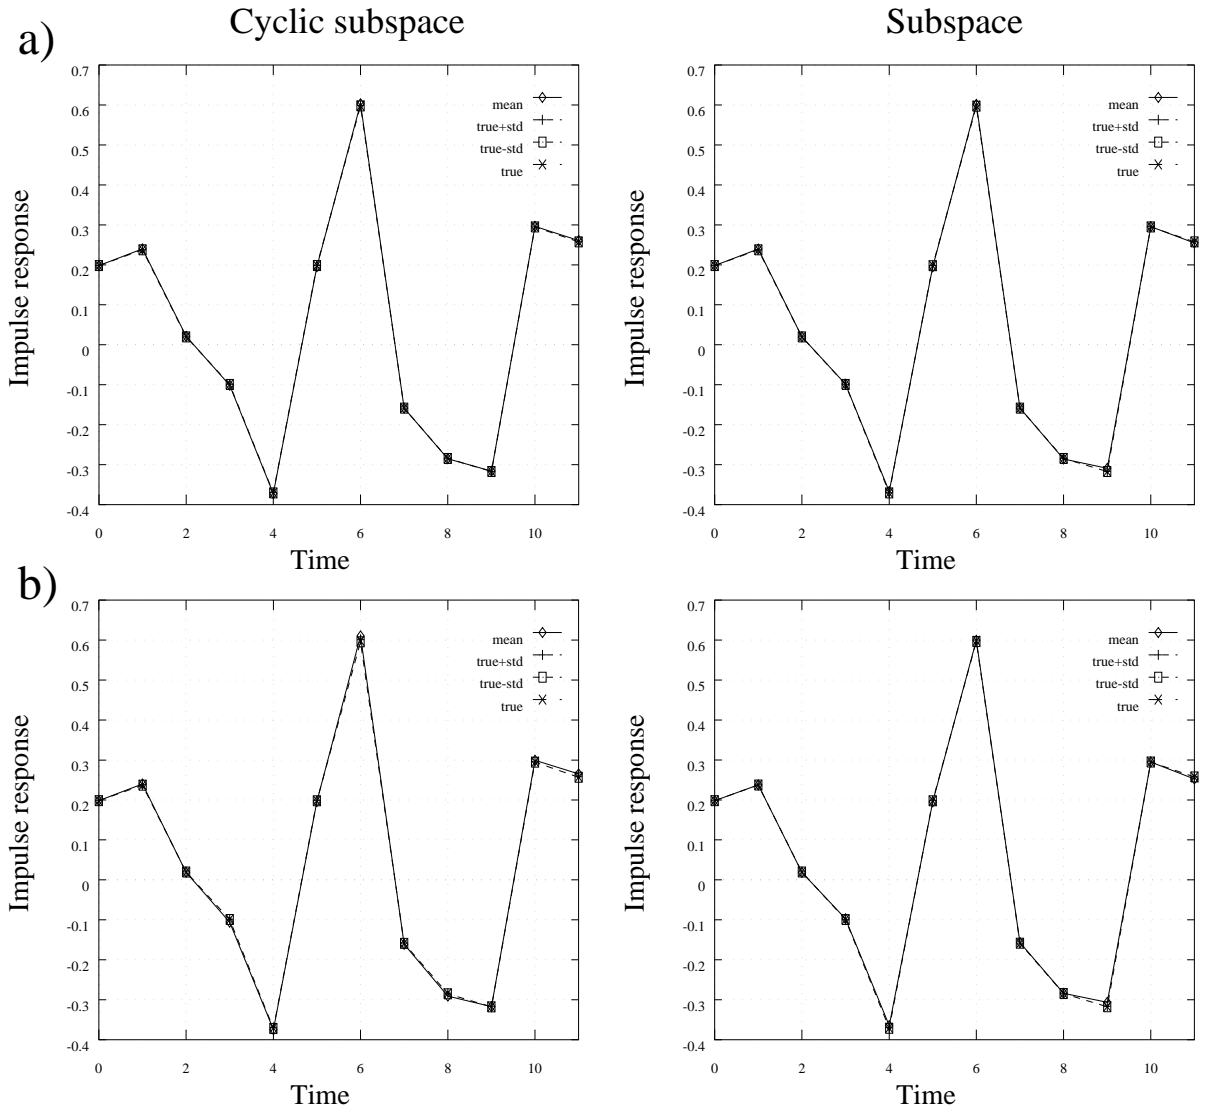 Cyclic subspace
Subspace
a)
0.7
0.6
0.5
0.4
0.3
0.2
0.1
0
-0.1
-0.2
-0.3
-0.4
Impulse response
mean
true+std
true-std
true
0 2 4 6 8 10
Time
0.7
0.6
0.5
0.4
0.3
0.2
0.1
0
-0.1
-0.2
-0.3
-0.4
Impulse response
mean
true+std
true-std
true
0 2 4 6 8 10
Time
b)
0.7
0.6
0.5
0.4
0.3
0.2
0.1
0
-0.1
-0.2
-0.3
-0.4
Impulse response
mean
true+std
true-std
true
0 2 4 6 8 10
Time
0.7
0.6
0.5
0.4
0.3
0.2
0.1
0
-0.1
-0.2
-0.3
-0.4
Impulse response
mean
true+std
true-std
true
0 2 4 6 8 10
Time